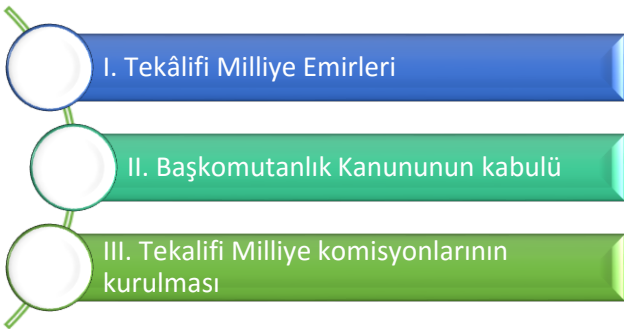 I. Tekâlifi Milliye Emirleri
II. Başkomutanlık Kanununun kabulü
III. Tekalifi Milliye komisyonlarının
kurulması